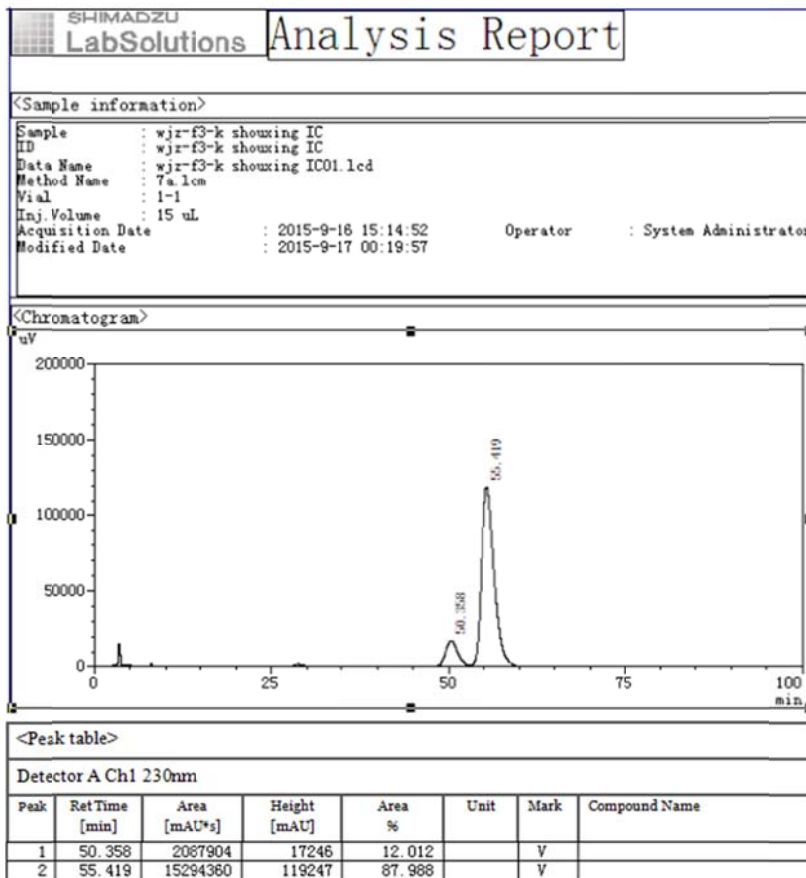 SHIMADZU
LabSolutions Analysis Report
<Sample information>
Sample : wjz-f3-k shouxing IC
ID : wjz-f3-k shouxing IC
Data Name : wjz-f3-k shouxing IC01.lcd
Method Name : 7a.lcm
Vial : 1-1
Inj.Volume : 15 uL
Acquisition Date : 2015-9-16 15:14:52 Operator : System Administrator
Modified Date : 2015-9-17 00:19:57
<Chromatogram>
uV
200000
150000
100000
50000
0
55.419
50.358
0 25 50 75 100
min
<Peak table>
Detector A Ch1 230nm
Peak RetTime Area Height Area Unit Mark Compound Name
[min] [mAU*s] [mAU] %
1 50.358 2087904 17246 12.012 V
2 55.419 15294360 119247 87.988 V